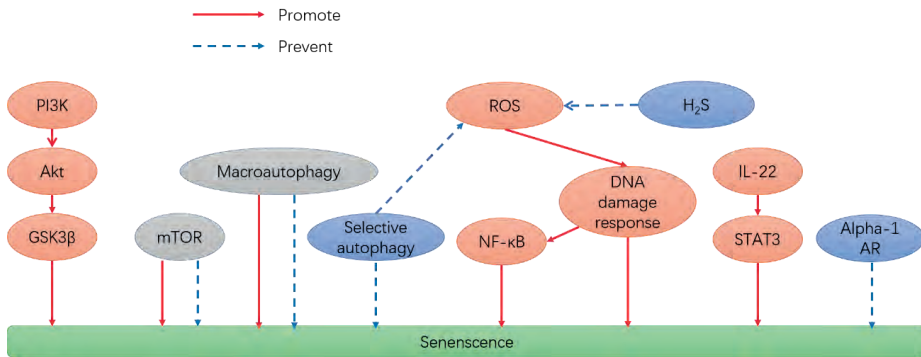 Promote
Prevent
PI3K
ROS
H₂S
Akt
Macroautophagy
DNA
damage
response
IL-22
GSK3β
mTOR
Selective
autophagy
NF-κB
STAT3
Alpha-1
AR
Senenscence